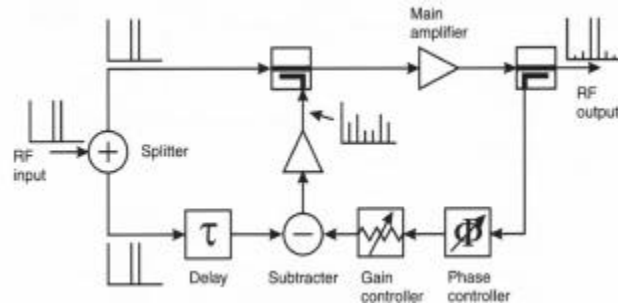 Main
amplifier
RF
output
RF
input
+
Splitter
τ
−
Φ
Delay
Subtracter
Gain
controller
Phase
controller